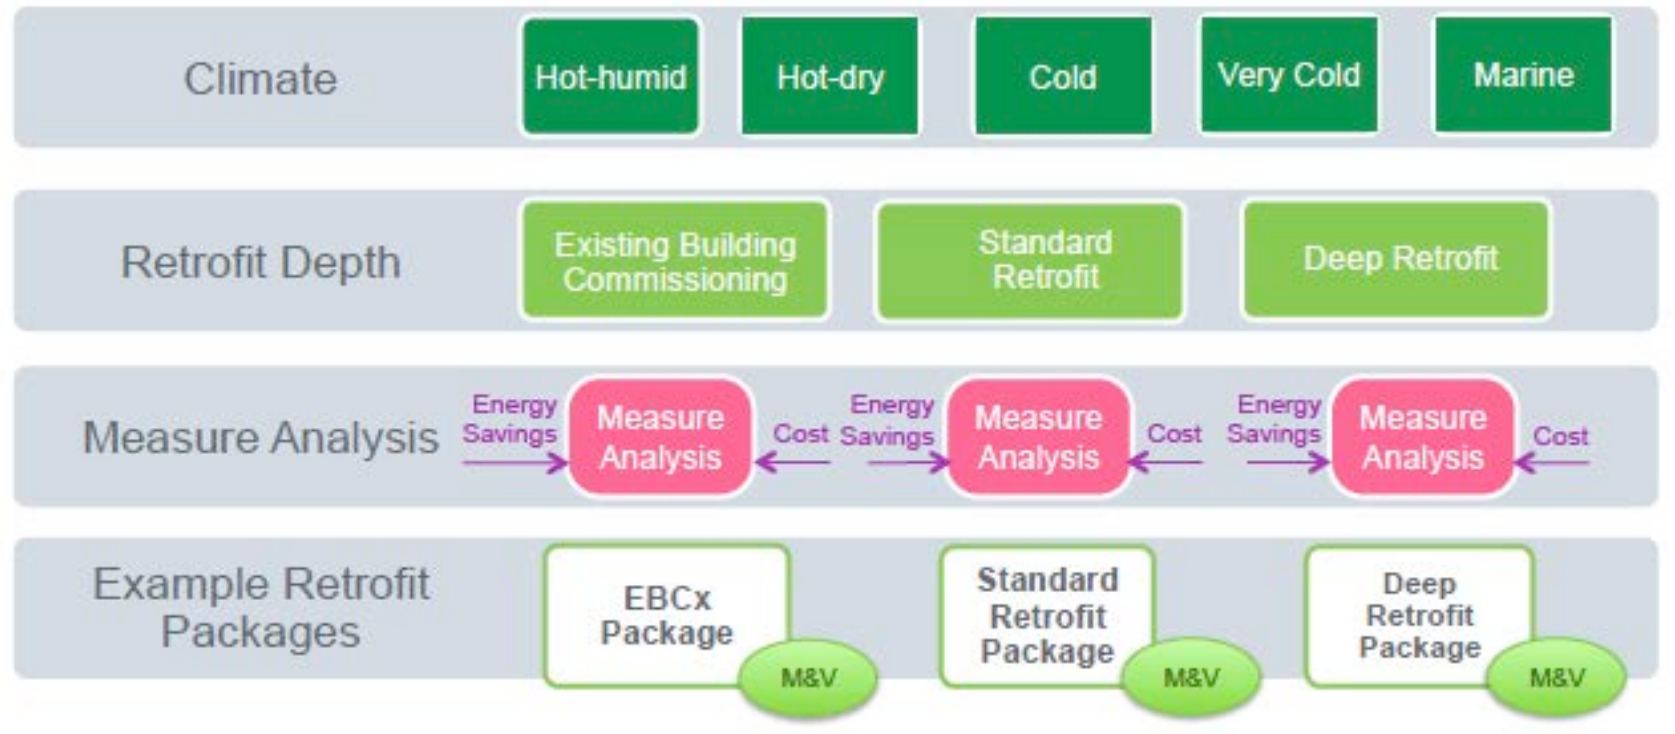 Climate
Hot-humid
Hot-dry
Cold
Very Cold
Marine
Retrofit Depth
Existing Building
Commissioning
Standard
Retrofit
Deep Retrofit
Measure Analysis
Energy
Savings
Measure
Analysis
Cost
Energy
Savings
Measure
Analysis
Cost
Energy
Savings
Measure
Analysis
Cost
Example Retrofit
Packages
EBCx
Package
M&V
Standard
Retrofit
Package
M&V
Deep
Retrofit
Package
M&V